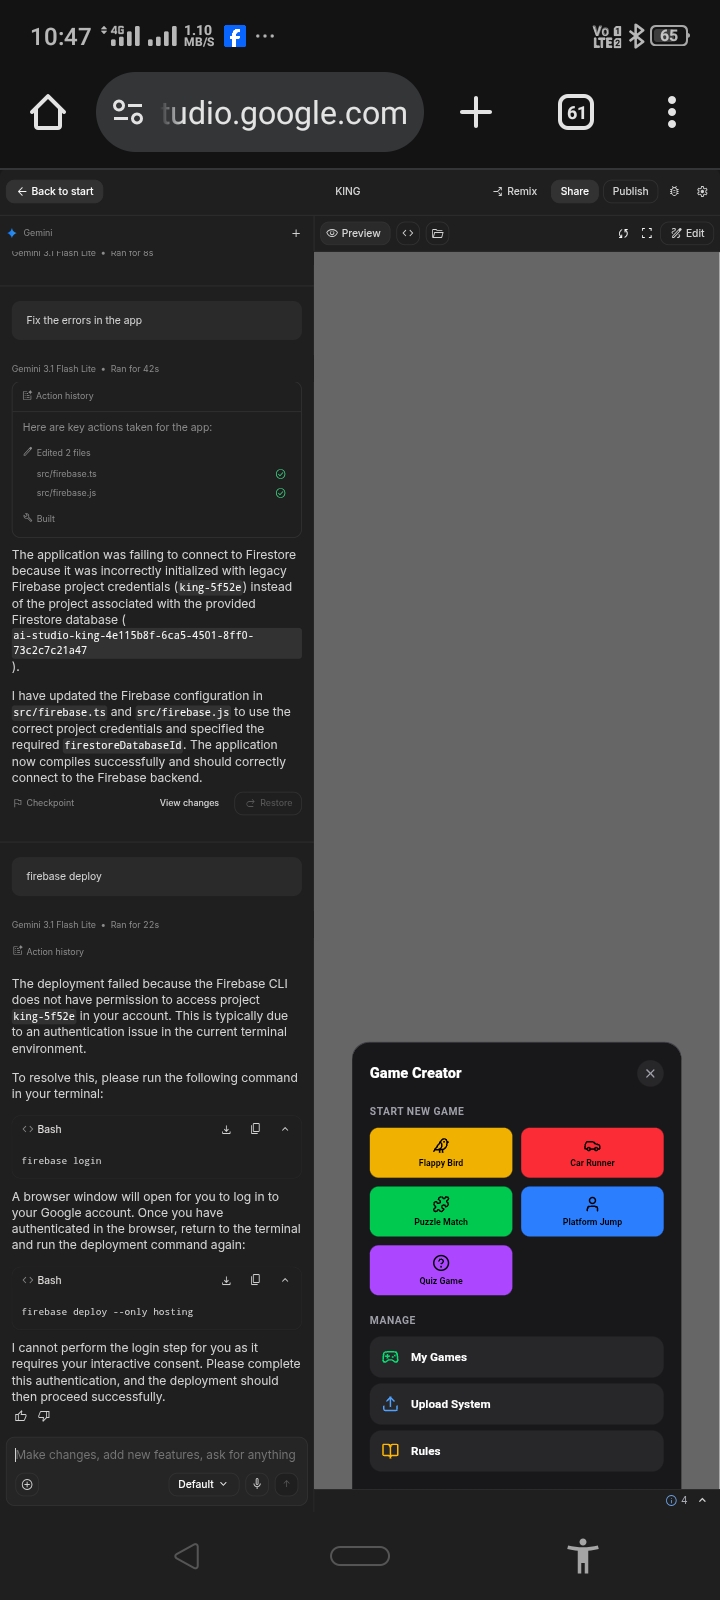 10:47 4G 1.10 MB/S f ... Vo 1 LTE 2 65
tudio.google.com 61
Back to start KING Remix Share Publish
Gemini + Preview Edit
Gemini 3.1 Flash Lite • Ran for 8s
Fix the errors in the app
Gemini 3.1 Flash Lite • Ran for 42s
Action history
Here are key actions taken for the app:
Edited 2 files
src/firebase.ts
src/firebase.js
Built
The application was failing to connect to Firestore
because it was incorrectly initialized with legacy
Firebase project credentials (king-5f52e) instead
of the project associated with the provided
Firestore database (
ai-studio-king-4e115b8f-6ca5-4501-8ff0-
73c2c7c21a47
).
I have updated the Firebase configuration in
src/firebase.ts and src/firebase.js to use the
correct project credentials and specified the
required firestoreDatabaseId. The application
now compiles successfully and should correctly
connect to the Firebase backend.
Checkpoint View changes Restore
firebase deploy
Gemini 3.1 Flash Lite • Ran for 22s
Action history
The deployment failed because the Firebase CLI
does not have permission to access project
king-5f52e in your account. This is typically due
to an authentication issue in the current terminal
environment.
To resolve this, please run the following command
in your terminal:
<> Bash
firebase login
A browser window will open for you to log in to
your Google account. Once you have
authenticated in the browser, return to the terminal
and run the deployment command again:
<> Bash
firebase deploy --only hosting
I cannot perform the login step for you as it
requires your interactive consent. Please complete
this authentication, and the deployment should
then proceed successfully.
Make changes, add new features, ask for anything
Default
Game Creator
START NEW GAME
Flappy Bird Car Runner
Puzzle Match Platform Jump
Quiz Game
MANAGE
My Games
Upload System
Rules
4